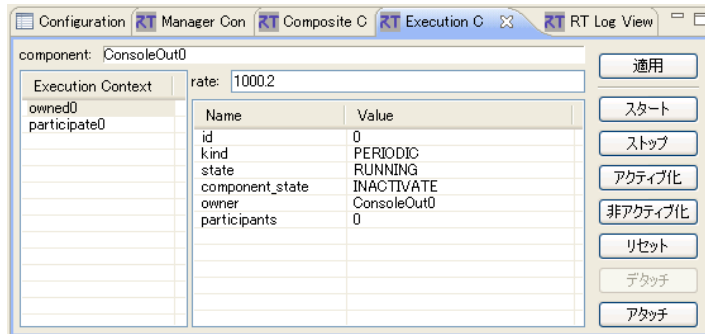 Configuration RT Manager Con RT Composite C RT Execution C RT RT Log View
component: ConsoleOut0
適用
Execution Context
rate: 1000.2
owned0
participate0
Name Value
id 0
kind PERIODIC
state RUNNING
component_state INACTIVATE
owner ConsoleOut0
participants 0
スタート
ストップ
アクティブ化
非アクティブ化
リセット
デタッチ
アタッチ